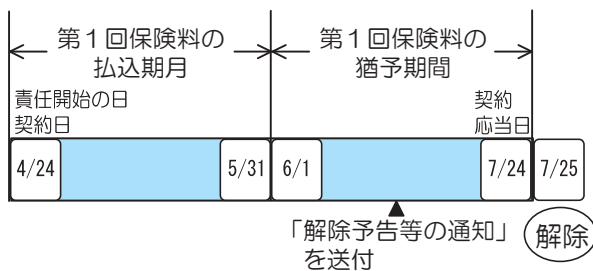 第１回保険料の
払込期月
第１回保険料の
猶予期間
責任開始の日
契約日
契約
応当日
4/24
5/31
6/1
7/24
7/25
「解除予告等の通知」
を送付
解除